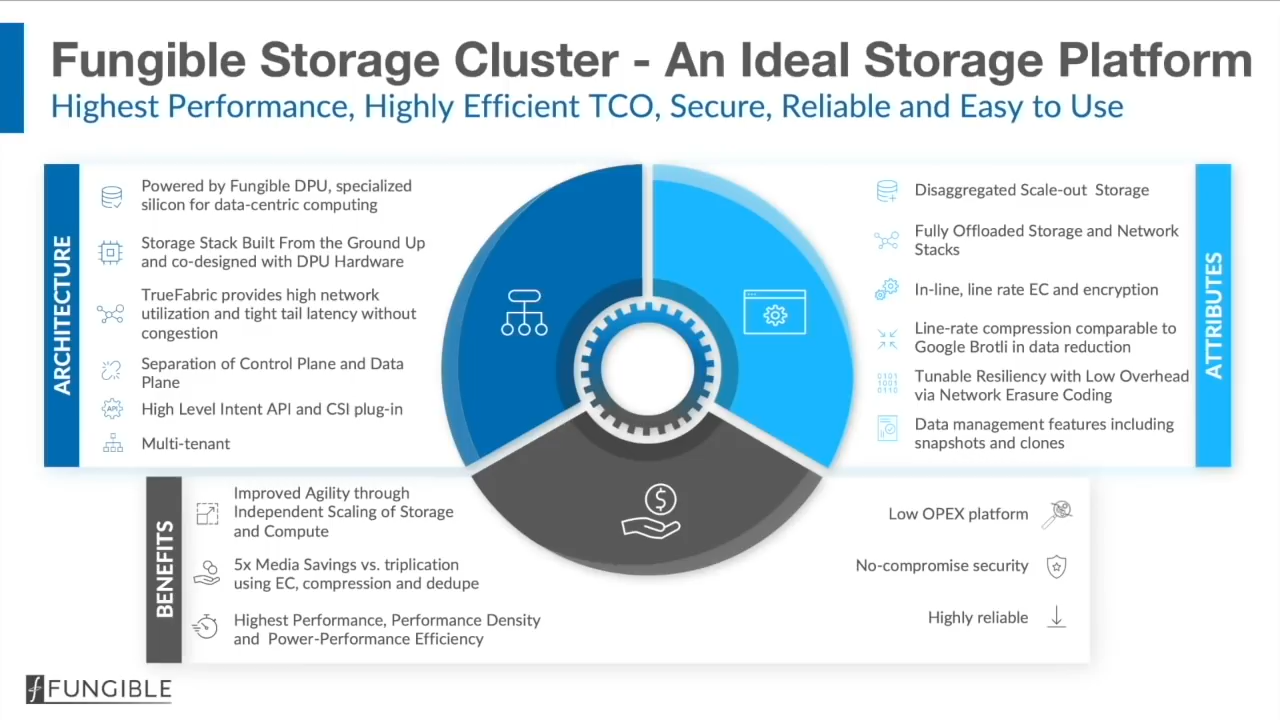 Fungible Storage Cluster - An Ideal Storage Platform
Highest Performance, Highly Efficient TCO, Secure, Reliable and Easy to Use
ARCHITECTURE
Powered by Fungible DPU, specialized
silicon for data-centric computing
Storage Stack Built From the Ground Up
and co-designed with DPU Hardware
TrueFabric provides high network
utilization and tight tail latency without
congestion
Separation of Control Plane and Data
Plane
API
High Level Intent API and CSI plug-in
Multi-tenant
Disaggregated Scale-out Storage
Fully Offloaded Storage and Network
Stacks
In-line, line rate EC and encryption
Line-rate compression comparable to
Google Brotli in data reduction
0101
1001
0110
Tunable Resiliency with Low Overhead
via Network Erasure Coding
Data management features including
snapshots and clones
ATTRIBUTES
$
BENEFITS
Improved Agility through
Independent Scaling of Storage
and Compute
5x Media Savings vs. triplication
using EC, compression and dedupe
Highest Performance, Performance Density
and Power-Performance Efficiency
Low OPEX platform
No-compromise security
Highly reliable
FUNGIBLE